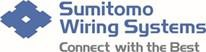 Sumitomo
Wiring Systems
Connect with the Best